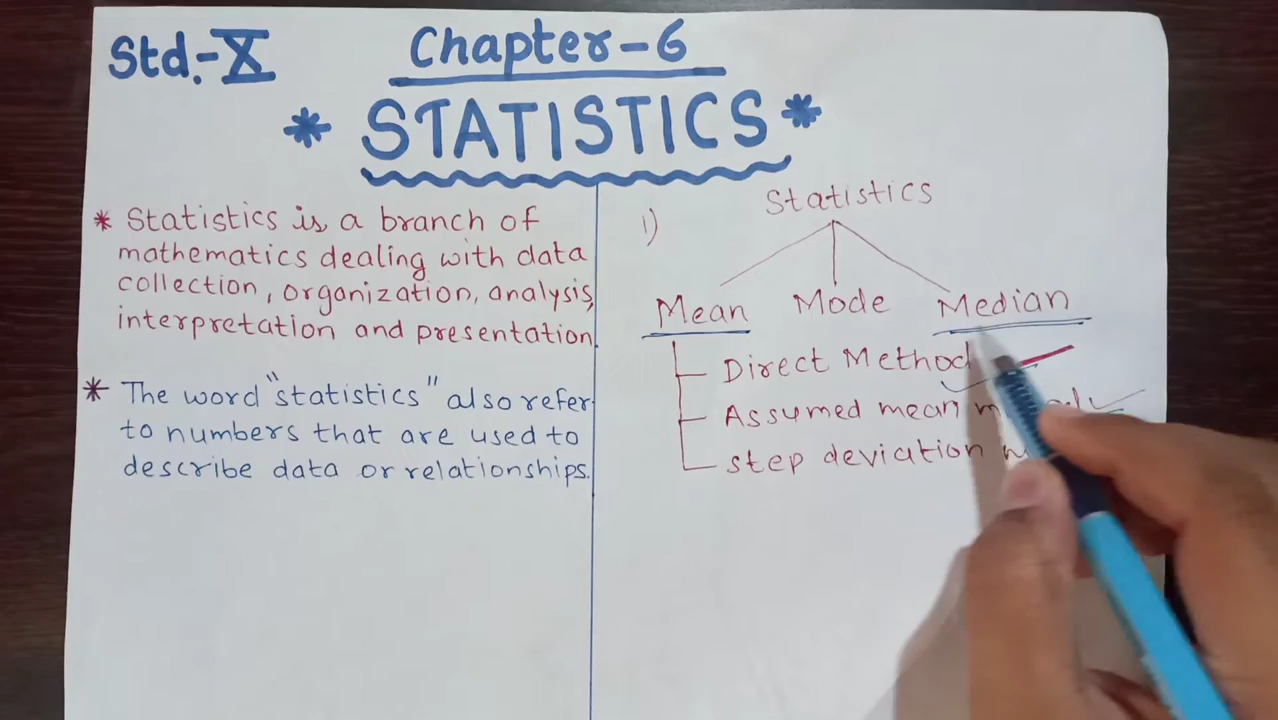 Std.-X
Chapter-6
* STATISTICS *
* Statistics is a branch of
mathematics dealing with data
collection, organization, analysis,
interpretation and presentation.
* The word "statistics" also refer
to numbers that are used to
describe data or relationships.
1)
Statistics
Mean Mode Median
Direct Method
Assumed mean
step deviation